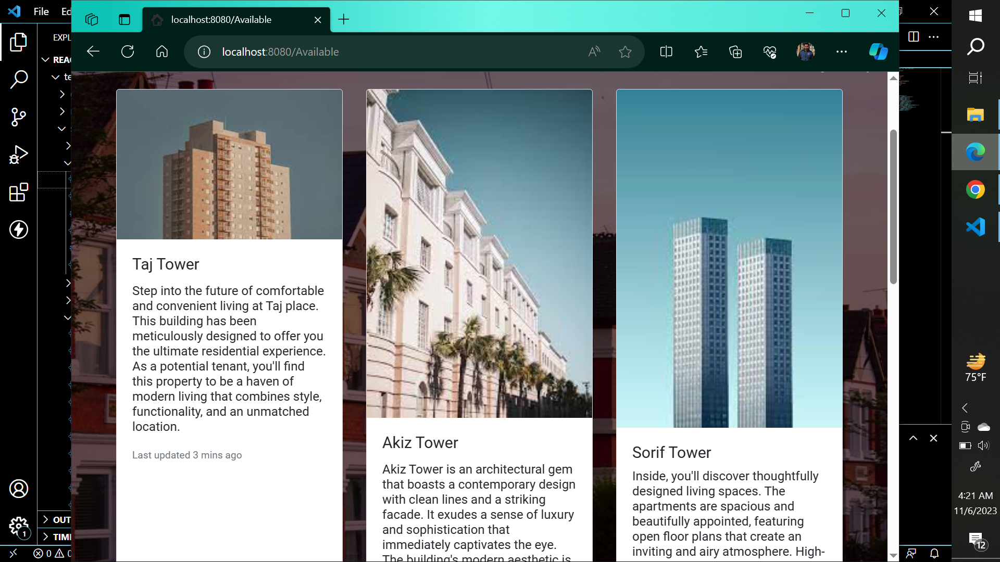 File
localhost:8080/Available
localhost:8080/Available
Taj Tower
Step into the future of comfortable
and convenient living at Taj place.
This building has been
meticulously designed to offer you
the ultimate residential experience.
As a potential tenant, you'll find
this property to be a haven of
modern living that combines style,
functionality, and an unmatched
location.
Last updated 3 mins ago
Akiz Tower
Akiz Tower is an architectural gem
that boasts a contemporary design
with clean lines and a striking
facade. It exudes a sense of luxury
and sophistication that
immediately captivates the eye.
The building's modern aesthetic is
Sorif Tower
Inside, you'll discover thoughtfully
designed living spaces. The
apartments are spacious and
beautifully appointed, featuring
open floor plans that create an
inviting and airy atmosphere. High-
1
0
75°F
4:21 AM
11/6/2023
12